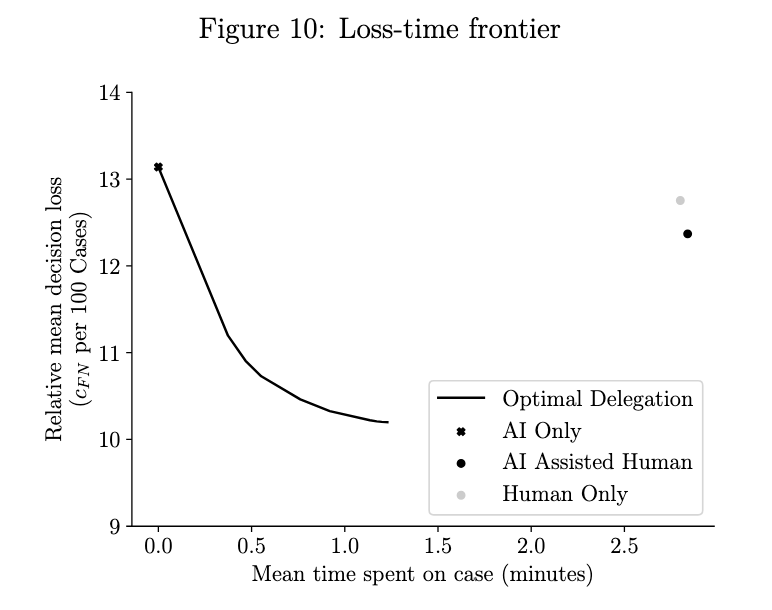 Figure 10: Loss-time frontier
14
13
12
11
10
9
Relative mean decision loss
(c_{FN} per 100 Cases)
Optimal Delegation
AI Only
AI Assisted Human
Human Only
0.0 0.5 1.0 1.5 2.0 2.5
Mean time spent on case (minutes)